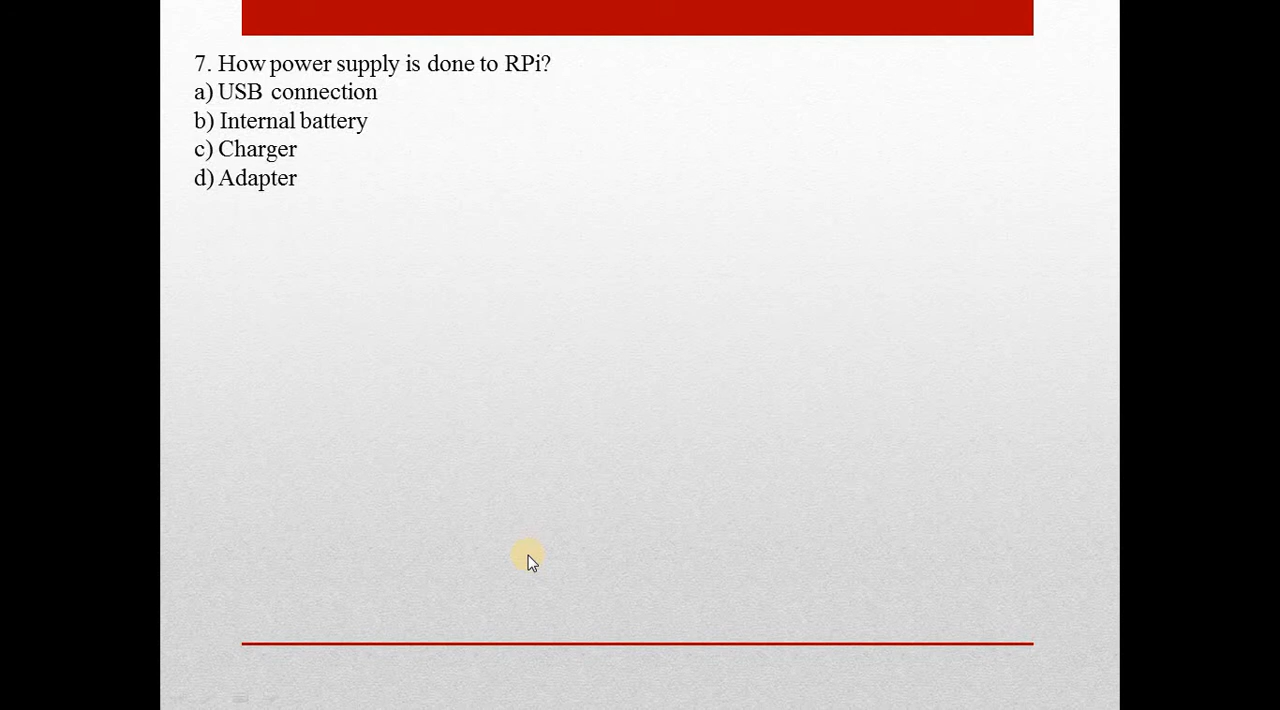 7. How power supply is done to RPi?
a) USB connection
b) Internal battery
c) Charger
d) Adapter